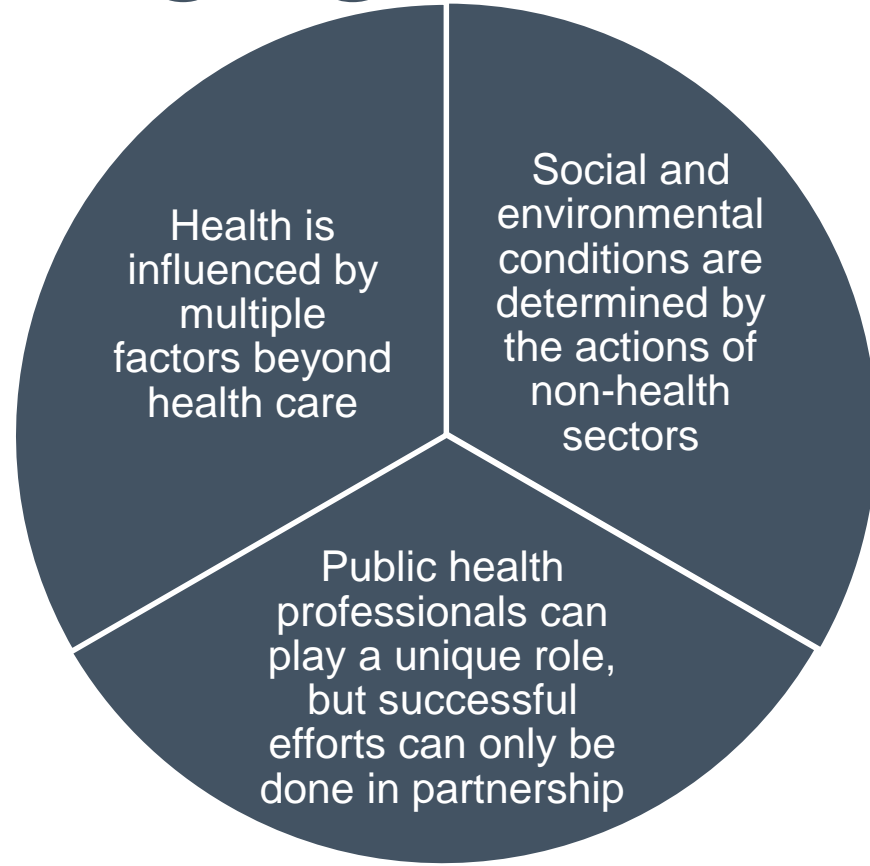 Health is
influenced by
multiple
factors beyond
health care
Social and
environmental
conditions are
determined by
the actions of
non-health
sectors
Public health
professionals can
play a unique role,
but successful
efforts can only be
done in partnership